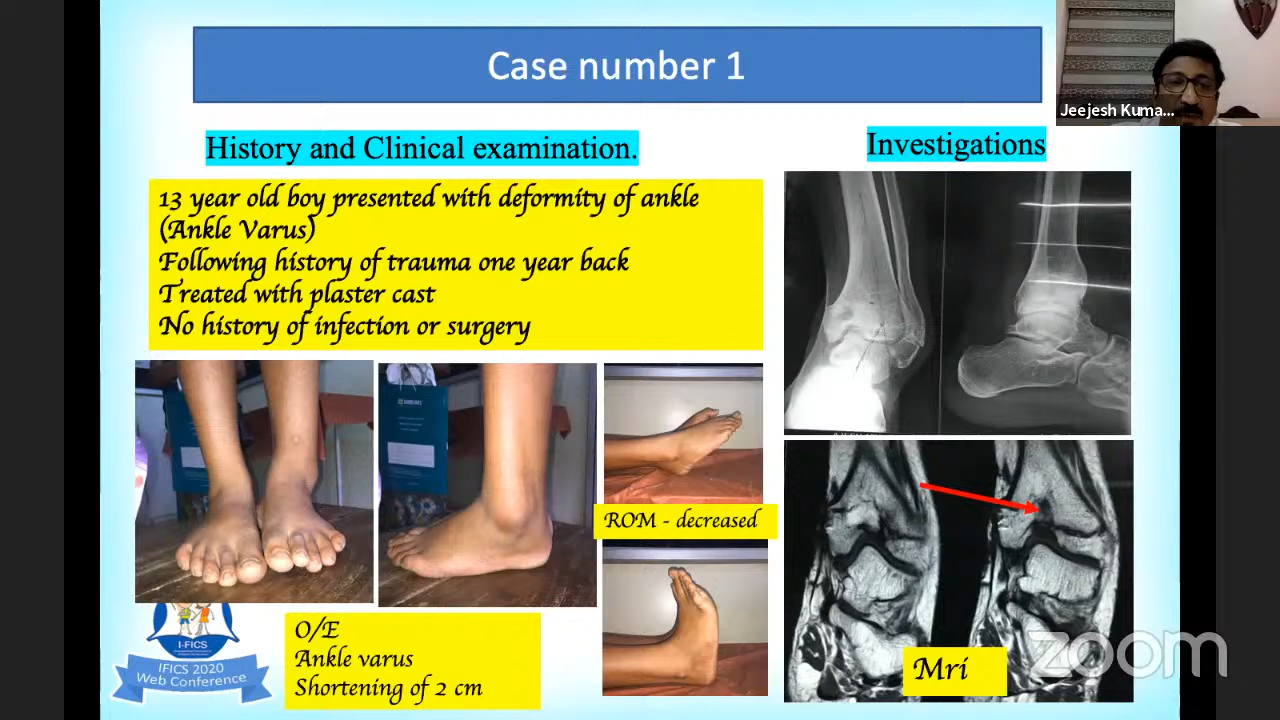 Case number 1
Jeejesh Kuma...
History and Clinical examination.
Investigations
13 year old boy presented with deformity of ankle
(Ankle Varus)
Following history of trauma one year back
Treated with plaster cast
No history of infection or surgery
ROM - decreased
O/E
Ankle varus
Shortening of 2 cm
I-FICS
IFICS 2020
Web Conference
Mri
zoom